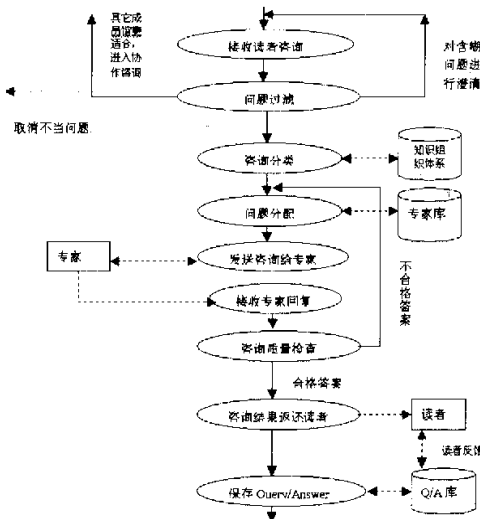 其它成
员馆藏
适合,
进入协
作咨询
接收读者咨询
对含糊
问题进
行澄清
问题过滤
取消不当问题
咨询分类
知识组
织体系
问题分配
专家库
专家
发送咨询给专家
接收专家回复
不合格答案
咨询质量检查
合格答案
咨询结果返还读者
读者
读者反馈
保存 Query/Answer
Q/A 库